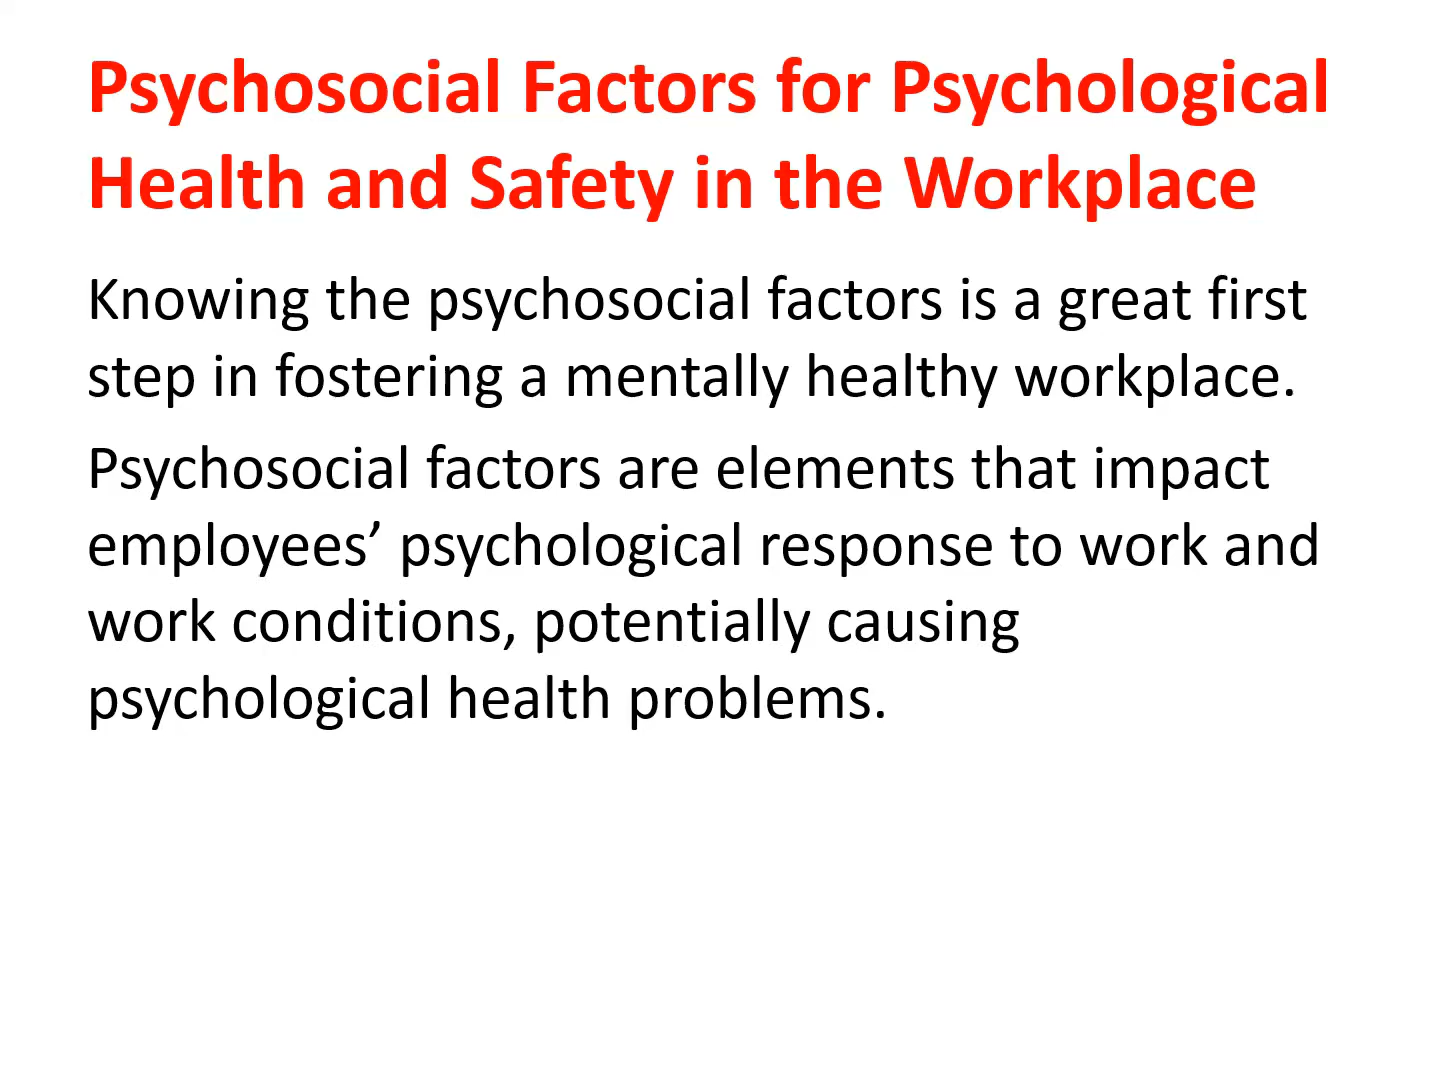 Psychosocial Factors for Psychological
Health and Safety in the Workplace
Knowing the psychosocial factors is a great first
step in fostering a mentally healthy workplace.
Psychosocial factors are elements that impact
employees’ psychological response to work and
work conditions, potentially causing
psychological health problems.